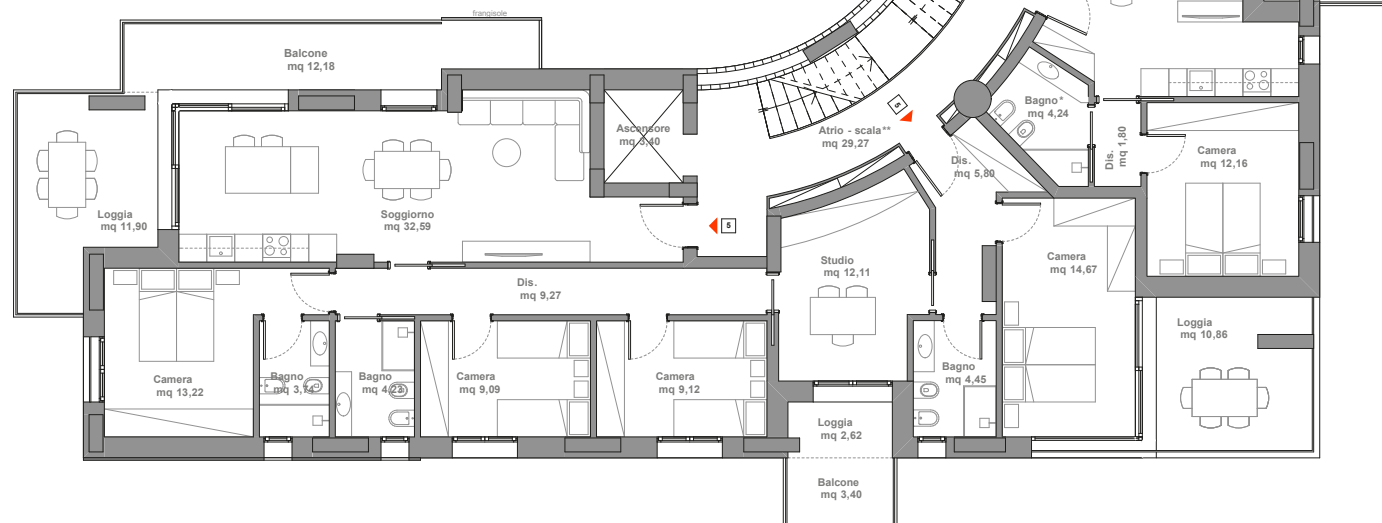 frangisole
Balcone
mq 12,18
Ascensore
mq 3,40
Atrio - scala**
mq 29,27
5
Bagno*
mq 4,24
Dis.
mq 1,80
Camera
mq 12,16
Dis.
mq 5,80
Loggia
mq 11,90
Soggiorno
mq 32,59
5
Studio
mq 12,11
Camera
mq 14,67
Dis.
mq 9,27
Loggia
mq 10,86
Camera
mq 13,22
Bagno
mq 3,74
Bagno
mq 4,23
Camera
mq 9,09
Camera
mq 9,12
Bagno
mq 4,45
Loggia
mq 2,62
Balcone
mq 3,40